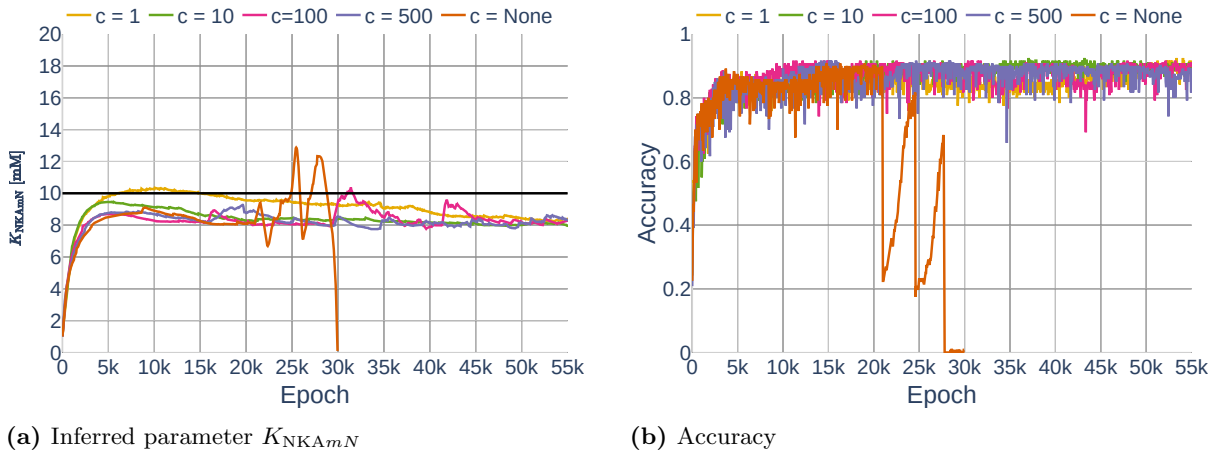 c = 1 c = 10 c=100 c = 500 c = None
20
18
16
14
12
10
8
6
4
2
0
K_NKAmN [mM]
0 5k 10k 15k 20k 25k 30k 35k 40k 45k 50k 55k
Epoch
(a) Inferred parameter K_NKAmN
c = 1 c = 10 c=100 c = 500 c = None
1
0.8
0.6
0.4
0.2
0
Accuracy
0 5k 10k 15k 20k 25k 30k 35k 40k 45k 50k 55k
Epoch
(b) Accuracy